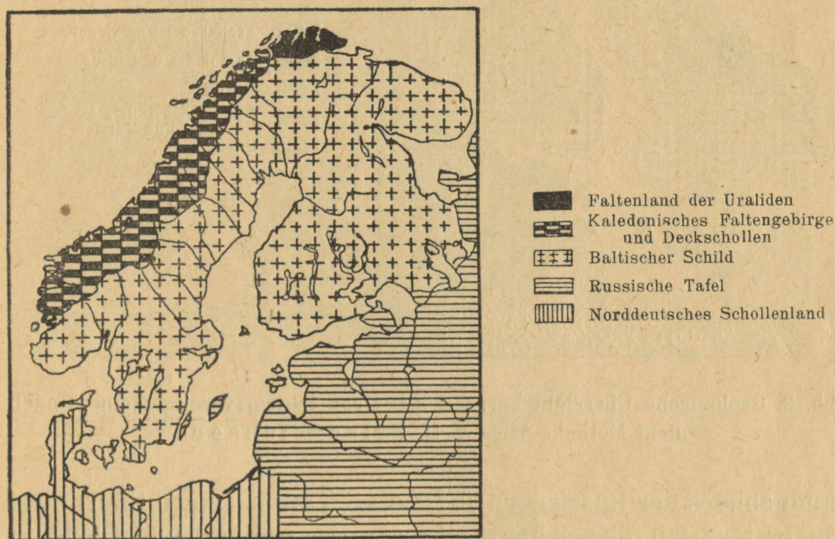 Faltenland der Uraliden
Kaledonisches Faltengebirge
und Deckschollen
Baltischer Schild
Russische Tafel
Norddeutsches Schollenland